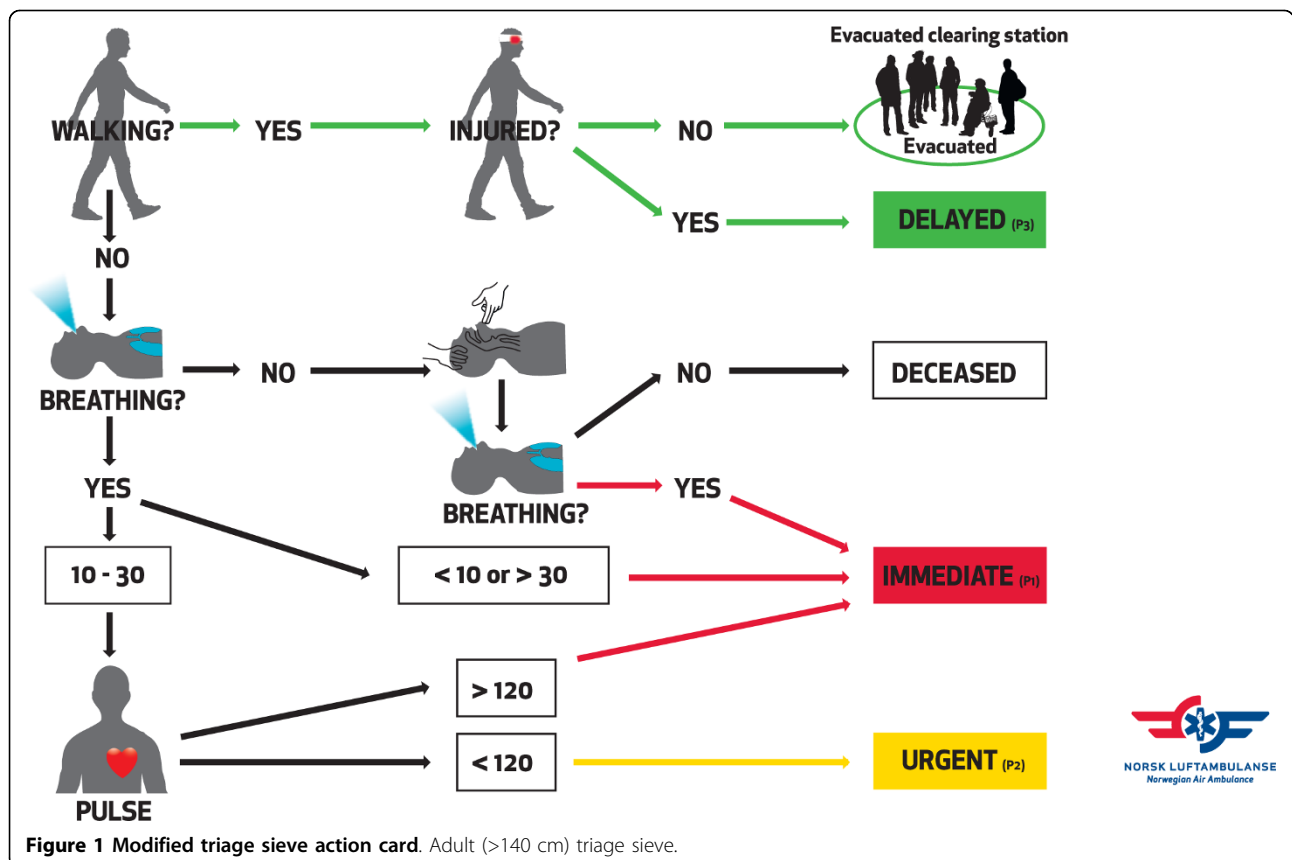 Evacuated clearing station
WALKING? YES INJURED? NO
Evacuated
YES DELAYED (P3)
NO
NO NO DECEASED
BREATHING?
YES YES
BREATHING?
10 - 30 < 10 or > 30 IMMEDIATE (P1)
> 120
< 120 URGENT (P2)
NORSK LUFTAMBULANSE
Norwegian Air Ambulance
PULSE
Figure 1 Modified triage sieve action card. Adult (>140 cm) triage sieve.